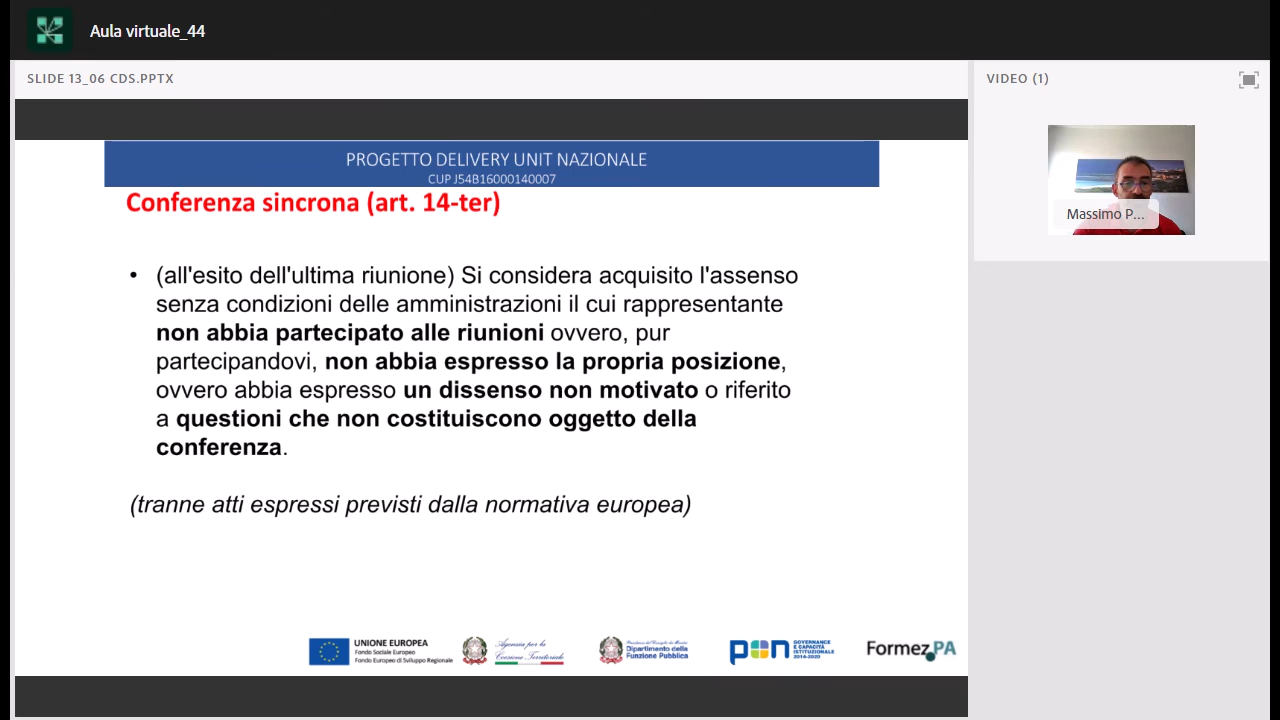 Aula virtuale_44
SLIDE 13_06 CDS.PPTX
VIDEO (1)
PROGETTO DELIVERY UNIT NAZIONALE
CUP J54B16000140007
Conferenza sincrona (art. 14-ter)
• (all'esito dell'ultima riunione) Si considera acquisito l'assenso
senza condizioni delle amministrazioni il cui rappresentante
non abbia partecipato alle riunioni ovvero, pur
partecipandovi, non abbia espresso la propria posizione,
ovvero abbia espresso un dissenso non motivato o riferito
a questioni che non costituiscono oggetto della
conferenza.
(tranne atti espressi previsti dalla normativa europea)
Massimo P...
UNIONE EUROPEA
Fondo Sociale Europeo
Fondo Europeo di Sviluppo Regionale
Agenzia per la
Coesione Territoriale
Presidenza del Consiglio dei Ministri
Dipartimento della
Funzione Pubblica
pon
GOVERNANCE
E CAPACITÀ
ISTITUZIONALE
2014-2020
FormezPA